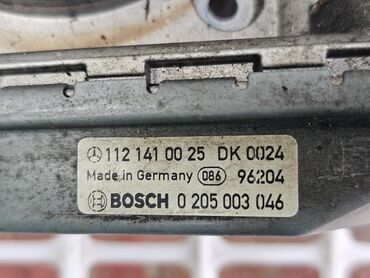 112 141 00 25 DK 0024
Made in Germany 086 96204
BOSCH 0 205 003 046